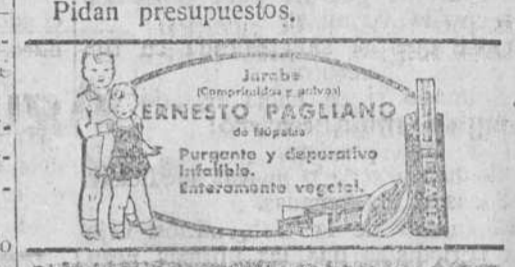 Pidan presupuestos.
Jarabe
(Comprimidos y polvos)
ERNESTO PAGLIANO
de Nápoles
Purgante y depurativo
Infalible.
Enteramente vegetal.